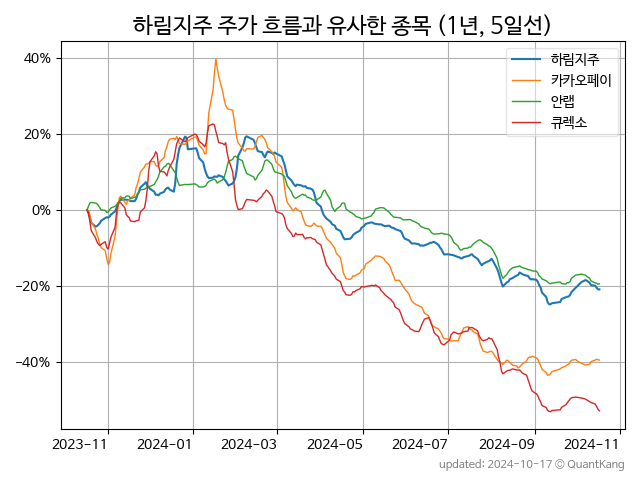 하림지주 주가 흐름과 유사한 종목 (1년, 5일선)
하림지주
카카오페이
안랩
큐렉소
40%
20%
0%
−20%
−40%
2023-11 2024-01 2024-03 2024-05 2024-07 2024-09 2024-11
updated: 2024-10-17 © QuantKang